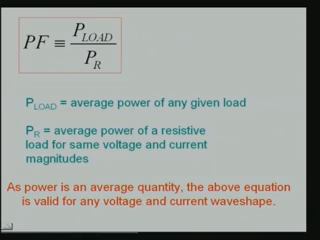 PF ≡ P_LOAD / P_R
P_LOAD = average power of any given load
P_R = average power of a resistive
load for same voltage and current
magnitudes
As power is an average quantity, the above equation
is valid for any voltage and current waveshape.